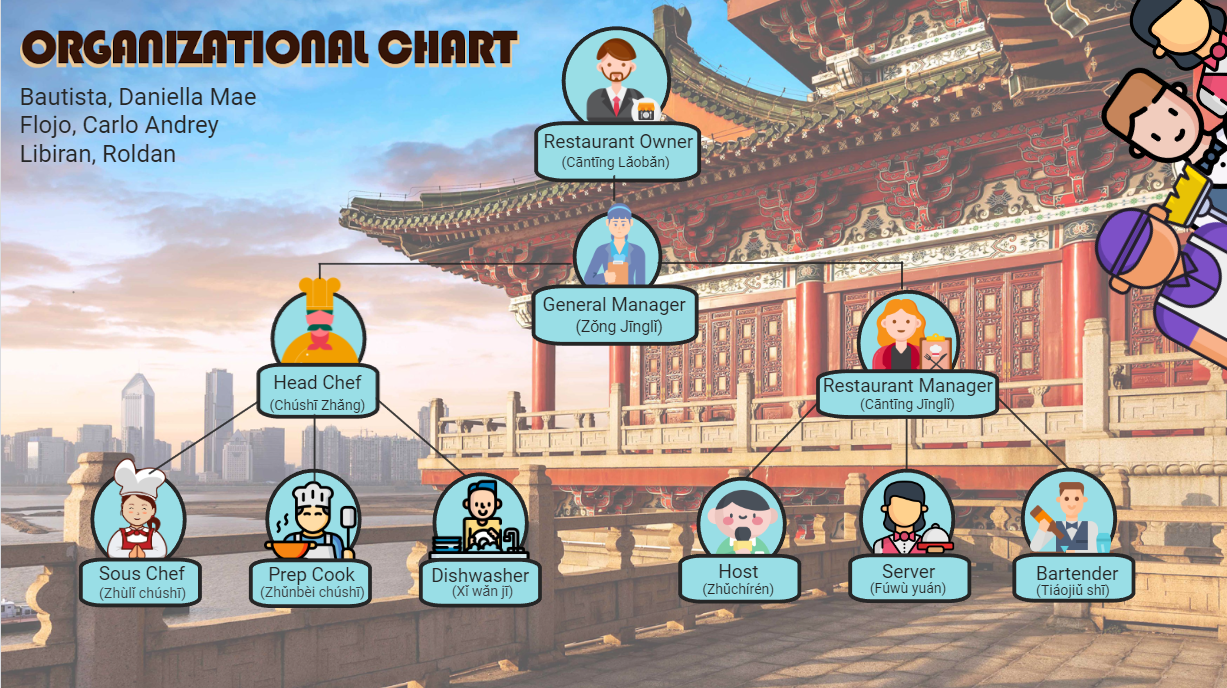 ORGANIZATIONAL CHART
Bautista, Daniella Mae
Flojo, Carlo Andrey
Libiran, Roldan
Restaurant Owner
(Cāntīng Lǎobǎn)
General Manager
(Zǒng Jīnglǐ)
Head Chef
(Chúshī Zhǎng)
Restaurant Manager
(Cāntīng Jīnglǐ)
Sous Chef
(Zhùlǐ chúshī)
Prep Cook
(Zhǔnbèi chúshī)
Dishwasher
(Xǐ wǎn jī)
Host
(Zhǔchírén)
Server
(Fúwù yuán)
Bartender
(Tiáojiǔ shī)